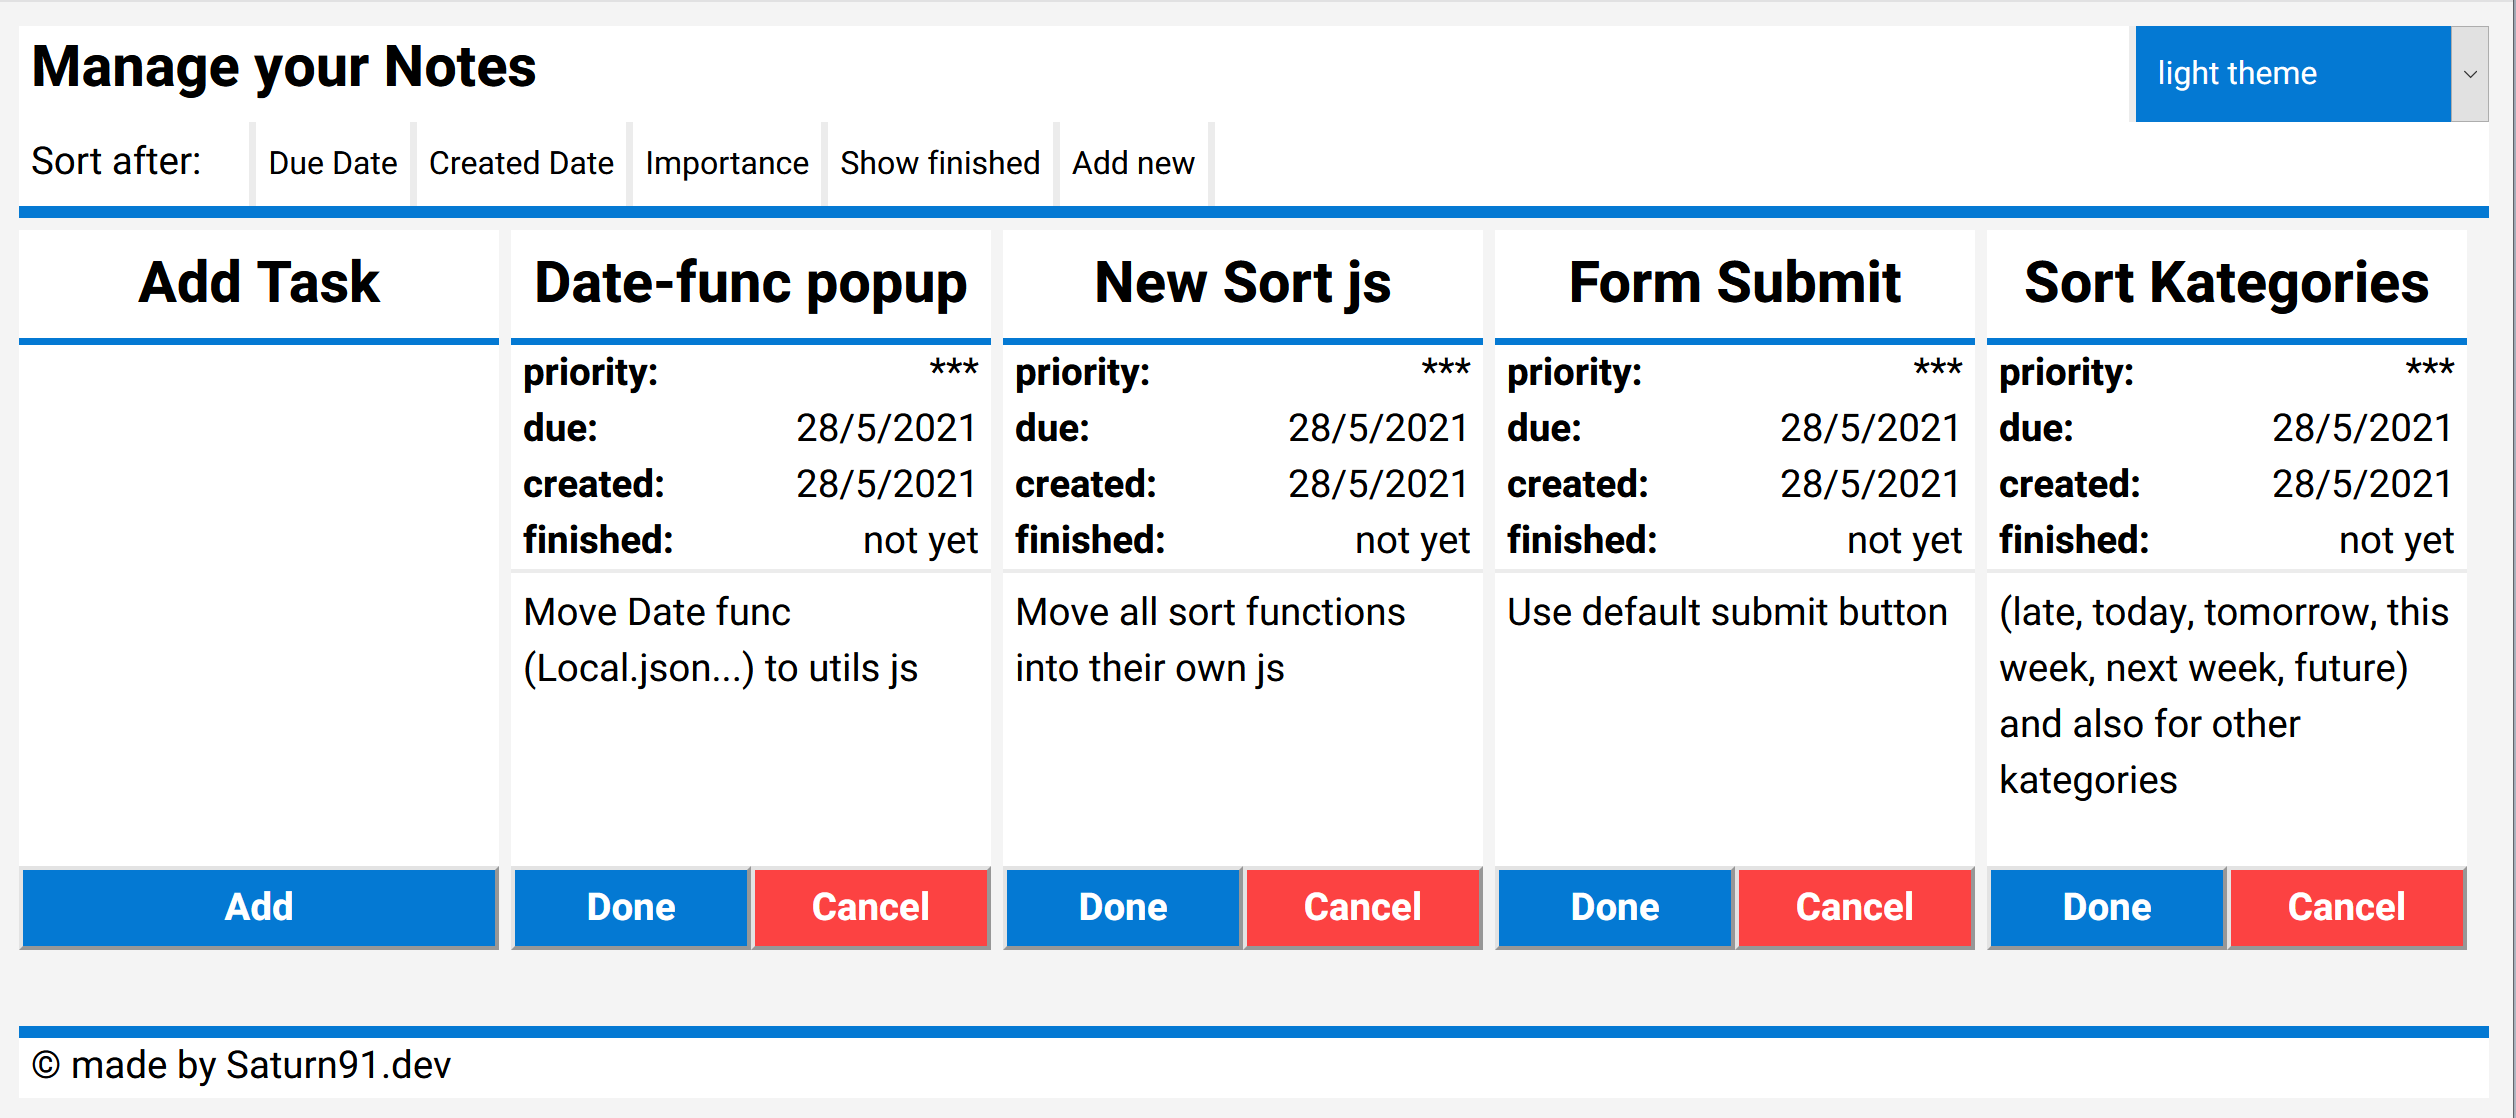 Manage your Notes
light theme
Sort after:
Due Date
Created Date
Importance
Show finished
Add new
Add Task
Add
Date-func popup
priority: ***
due: 28/5/2021
created: 28/5/2021
finished: not yet
Move Date func
(Local.json...) to utils js
Done
Cancel
New Sort js
priority: ***
due: 28/5/2021
created: 28/5/2021
finished: not yet
Move all sort functions
into their own js
Done
Cancel
Form Submit
priority: ***
due: 28/5/2021
created: 28/5/2021
finished: not yet
Use default submit button
Done
Cancel
Sort Kategories
priority: ***
due: 28/5/2021
created: 28/5/2021
finished: not yet
(late, today, tomorrow, this
week, next week, future)
and also for other
kategories
Done
Cancel
© made by Saturn91.dev